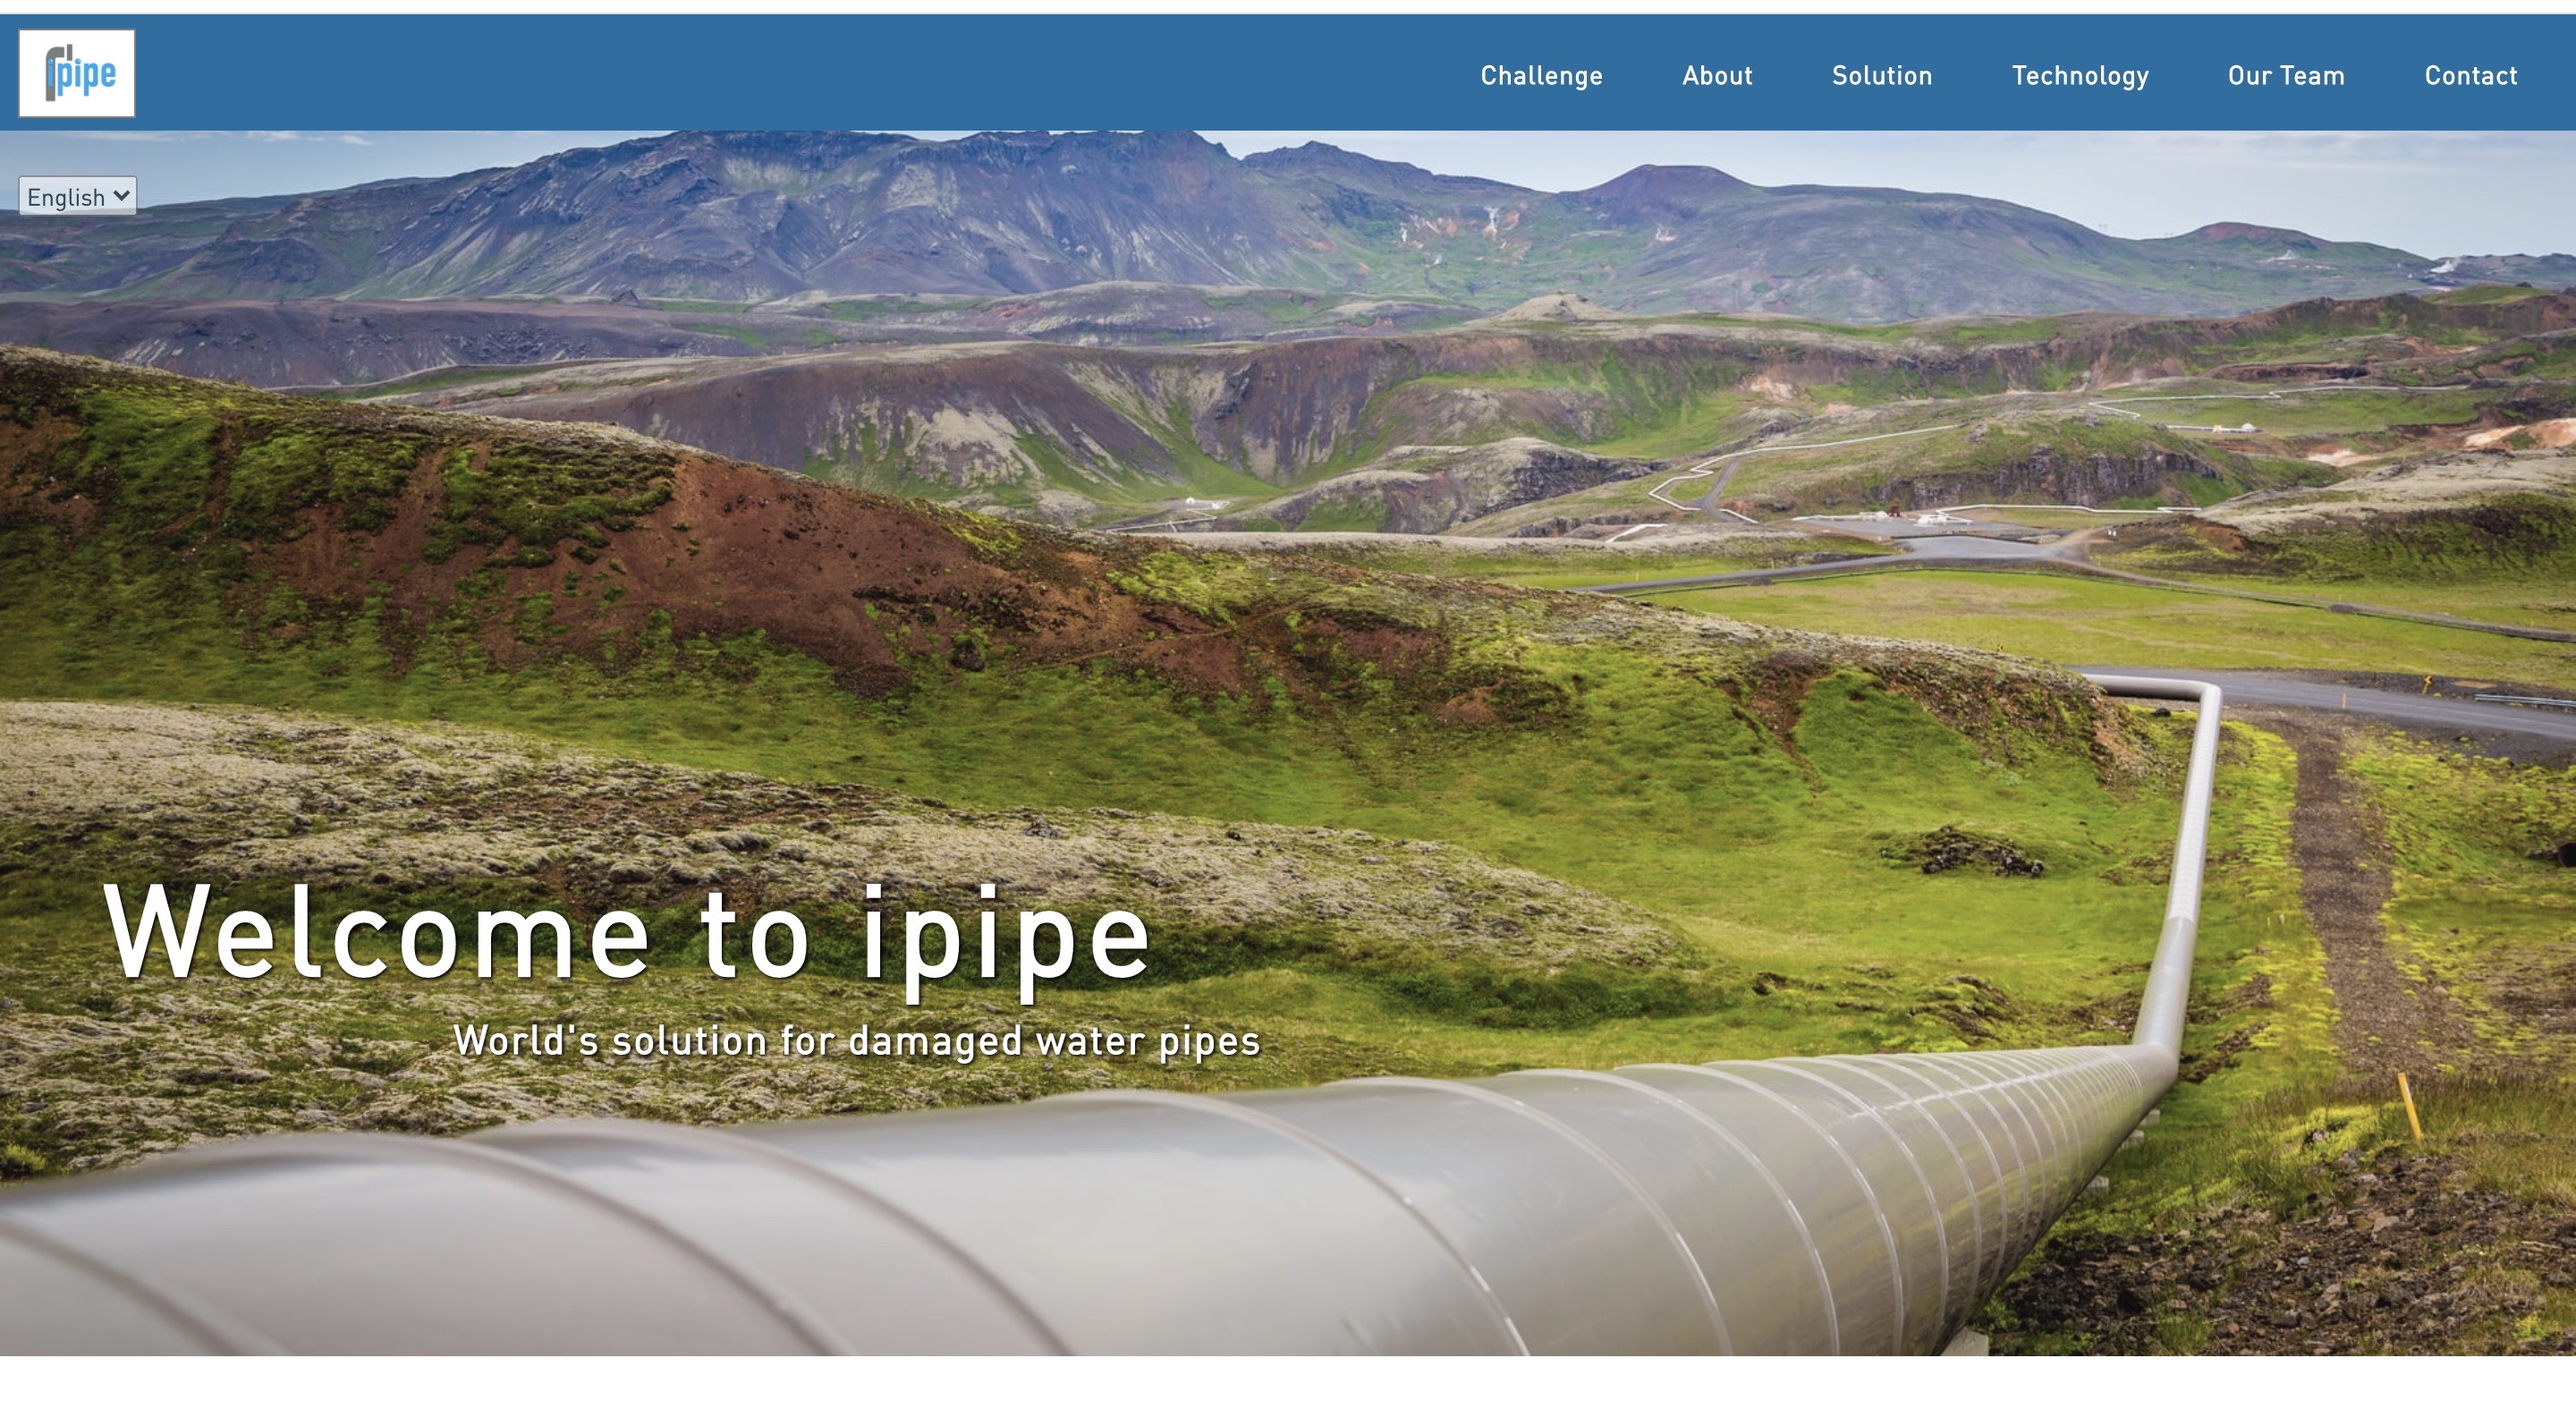 ipipe
Challenge About Solution Technology Our Team Contact
English
Welcome to ipipe
World's solution for damaged water pipes